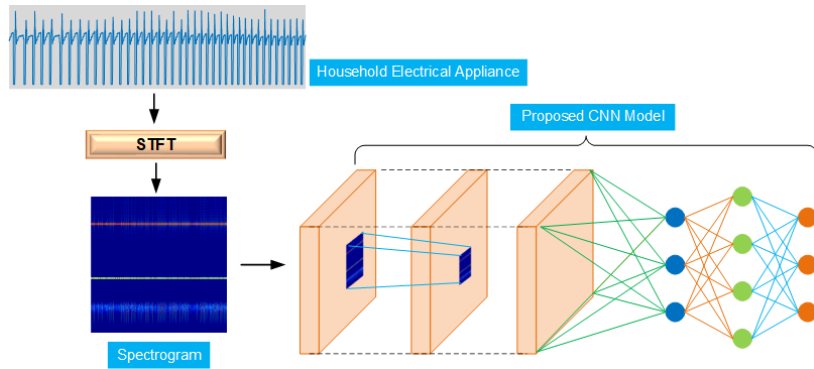 Household Electrical Appliance
Proposed CNN Model
STFT
Spectrogram